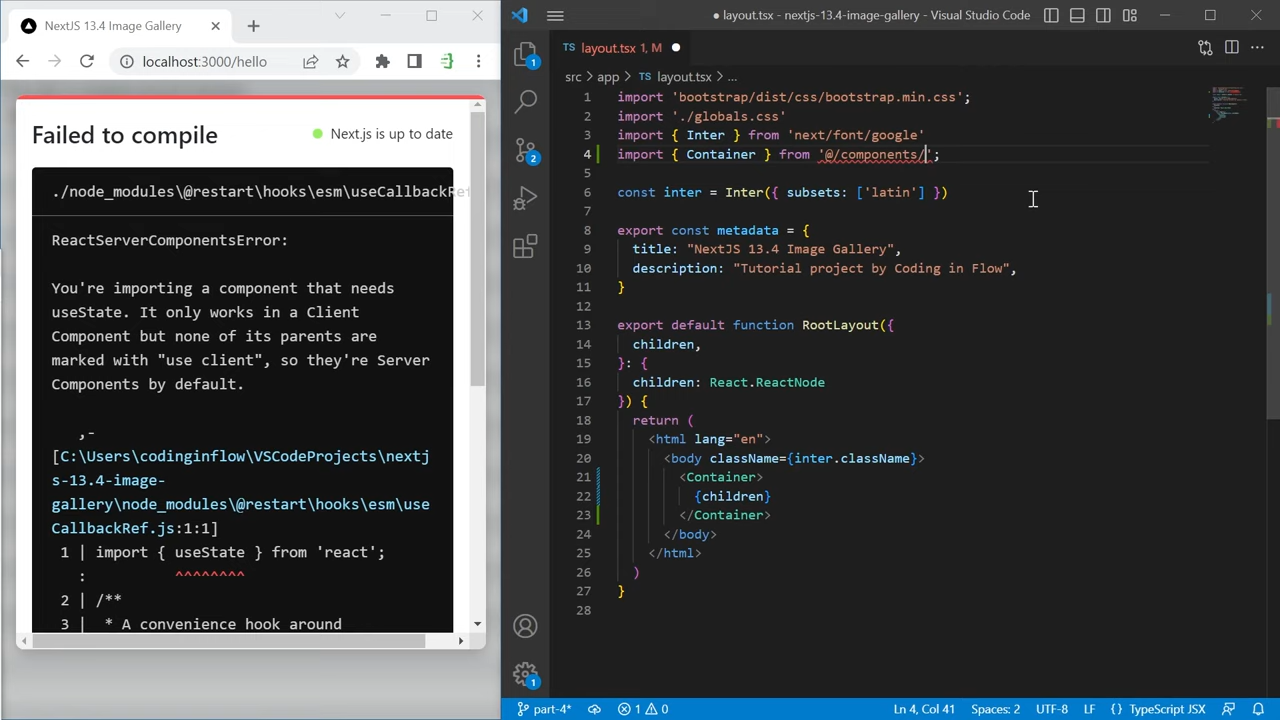 NextJS 13.4 Image Gallery
localhost:3000/hello
Failed to compile
Next.js is up to date
./node_modules\@restart\hooks\esm\useCallbackRef
ReactServerComponentsError:
You're importing a component that needs
useState. It only works in a Client
Component but none of its parents are
marked with "use client", so they're Server
Components by default.
,-
[C:\Users\codinginflow\VSCodeProjects\nextj
s-13.4-image-
gallery\node_modules\@restart\hooks\esm\use
CallbackRef.js:1:1]
1 | import { useState } from 'react';
: ^^^^^^^^
2 | /**
3 | * A convenience hook around
● layout.tsx - nextjs-13.4-image-gallery - Visual Studio Code
TS layout.tsx 1, M ●
src > app > TS layout.tsx > ...
1 import 'bootstrap/dist/css/bootstrap.min.css';
2 import './globals.css'
3 import { Inter } from 'next/font/google'
4 import { Container } from '@/components/';
5
6 const inter = Inter({ subsets: ['latin'] })
7
8 export const metadata = {
9 title: "NextJS 13.4 Image Gallery",
10 description: "Tutorial project by Coding in Flow",
11 }
12
13 export default function RootLayout({
14 children,
15 }: {
16 children: React.ReactNode
17 }) {
18 return (
19 <html lang="en">
20 <body className={inter.className}>
21 <Container>
22 {children}
23 </Container>
24 </body>
25 </html>
26 )
27 }
28
1
2
1
part-4* 1 0 Ln 4, Col 41 Spaces: 2 UTF-8 LF {} TypeScript JSX